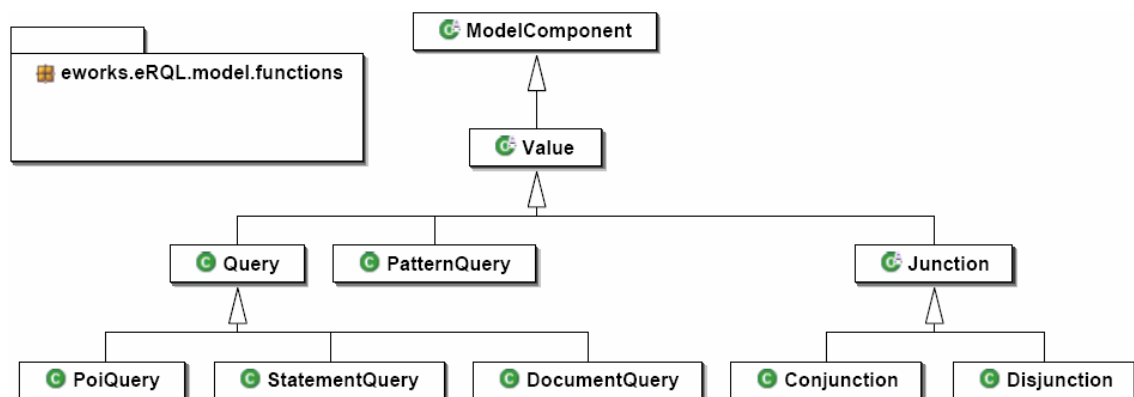 ModelComponent
eworks.eRQL.model.functions
Value
Query
PatternQuery
Junction
PoiQuery
StatementQuery
DocumentQuery
Conjunction
Disjunction